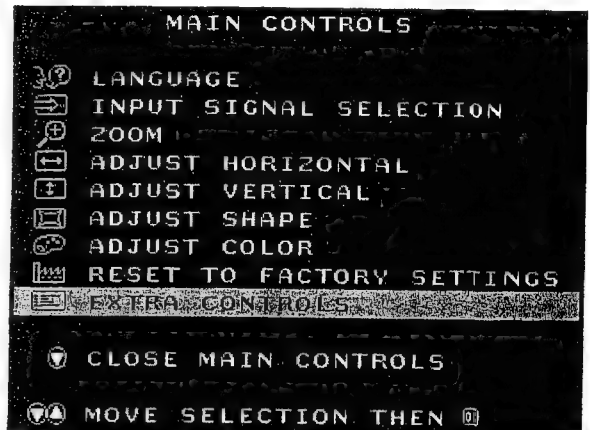 MAIN CONTROLS
LANGUAGE
INPUT SIGNAL SELECTION
ZOOM
ADJUST HORIZONTAL
ADJUST VERTICAL
ADJUST SHAPE
ADJUST COLOR
RESET TO FACTORY SETTINGS
EXTRA CONTROLS
CLOSE MAIN CONTROLS
MOVE SELECTION THEN